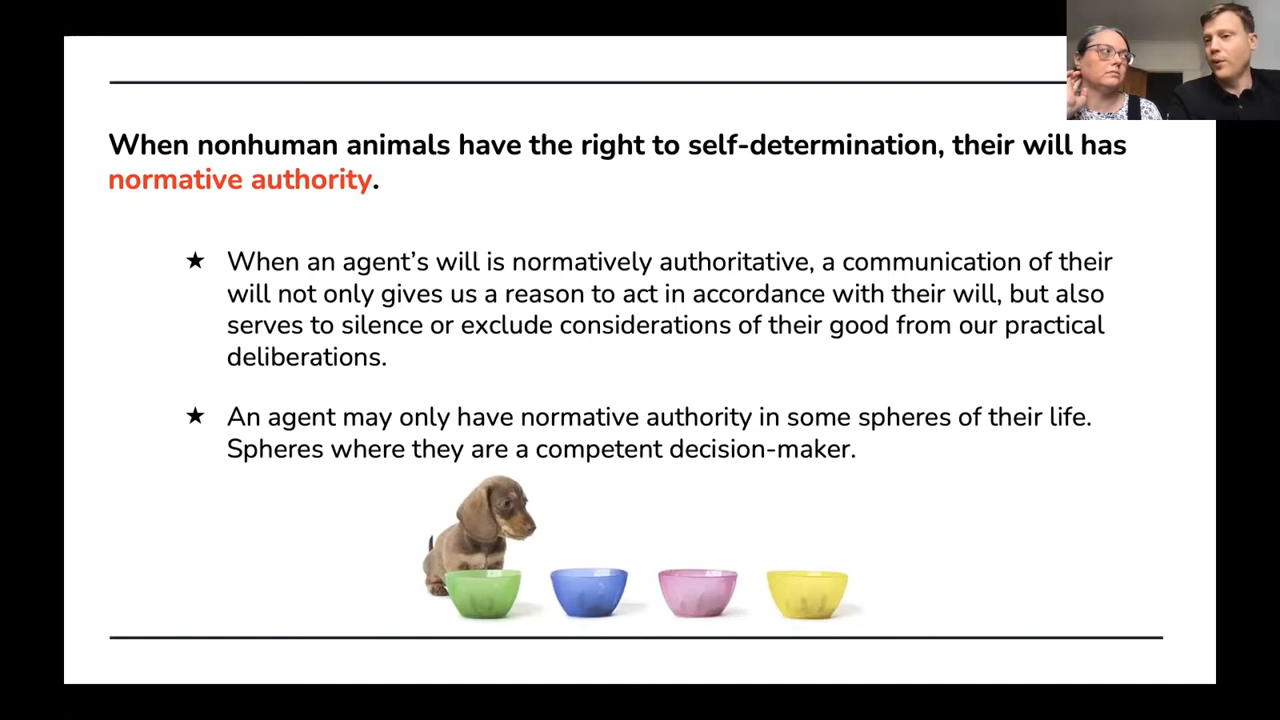 When nonhuman animals have the right to self-determination, their will has
normative authority.
★ When an agent’s will is normatively authoritative, a communication of their
will not only gives us a reason to act in accordance with their will, but also
serves to silence or exclude considerations of their good from our practical
deliberations.
★ An agent may only have normative authority in some spheres of their life.
Spheres where they are a competent decision-maker.